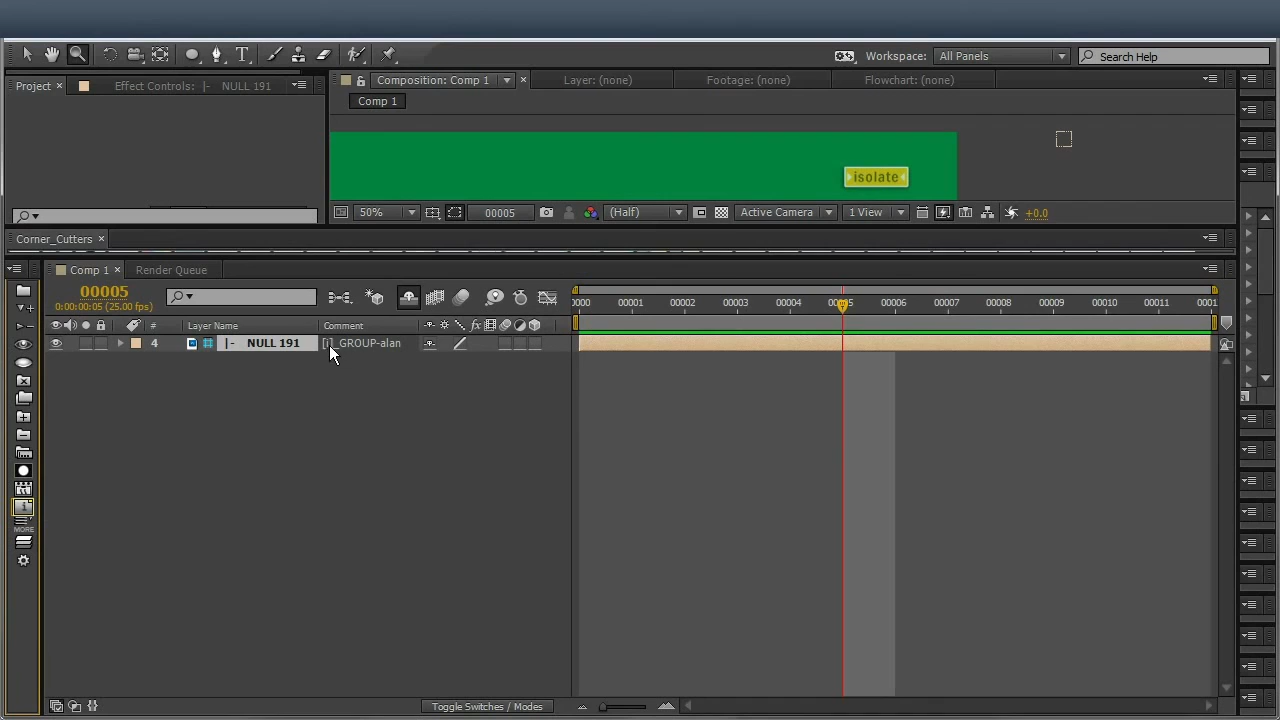 Workspace: All Panels Search Help
Project Effect Controls: |- NULL 191 Composition: Comp 1 Layer: (none) Footage: (none) Flowchart: (none)
Comp 1
isolate
50% 00005 (Half) Active Camera 1 View +0.0
Corner_Cutters
Comp 1 Render Queue
00005
0:00:00:05 (25.00 fps)
0000 00001 00002 00003 00004 00005 00006 00007 00008 00009 00010 00011 0001
# Layer Name Comment
4 |- NULL 191 [i]_GROUP-alan
MORE
Toggle Switches / Modes